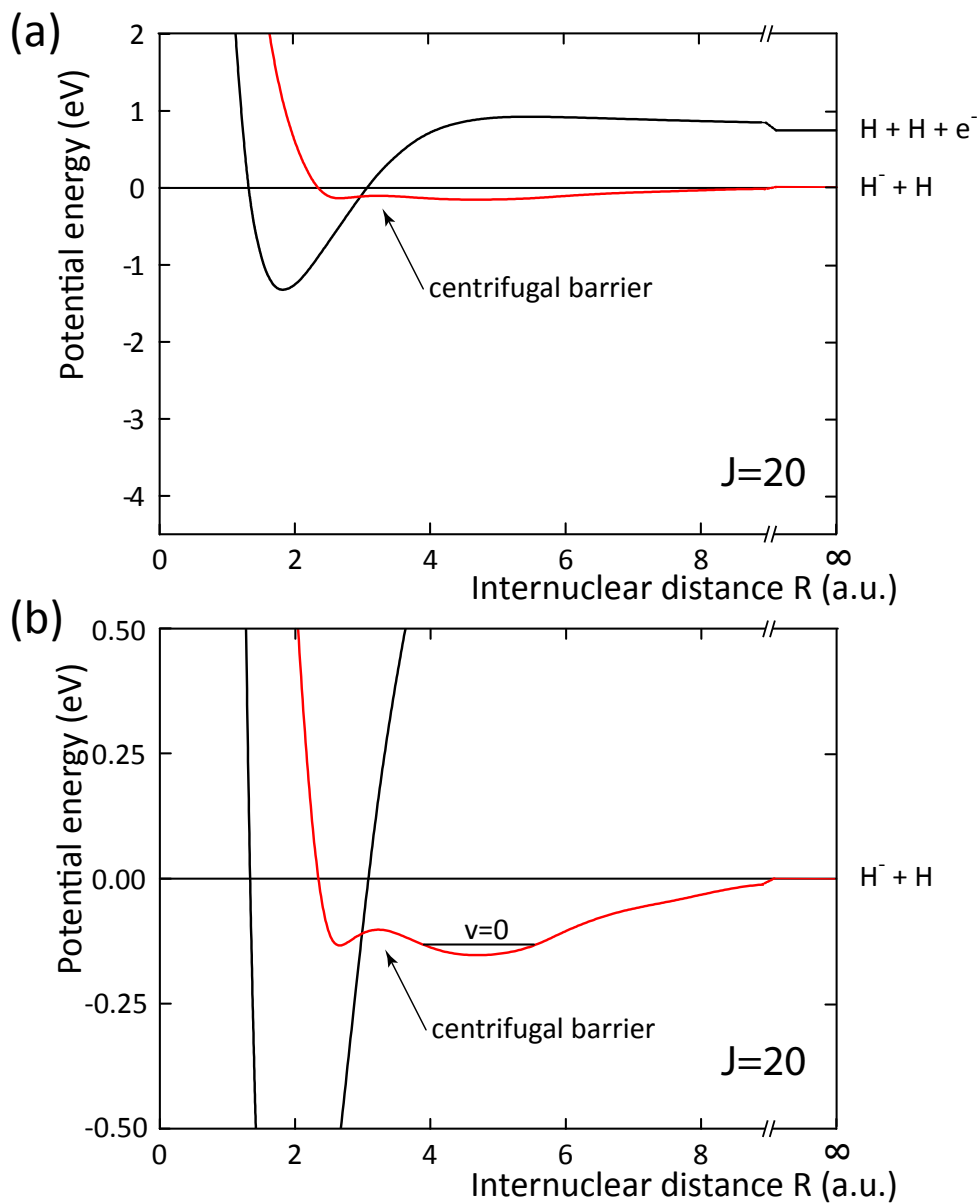 (a)
Potential energy (eV)
2
1
0
-1
-2
-3
-4
H + H + e-
H- + H
centrifugal barrier
J=20
0 2 4 6 8 ∞
Internuclear distance R (a.u.)
(b)
Potential energy (eV)
0.50
0.25
0.00
-0.25
-0.50
H- + H
v=0
centrifugal barrier
J=20
0 2 4 6 8 ∞
Internuclear distance R (a.u.)